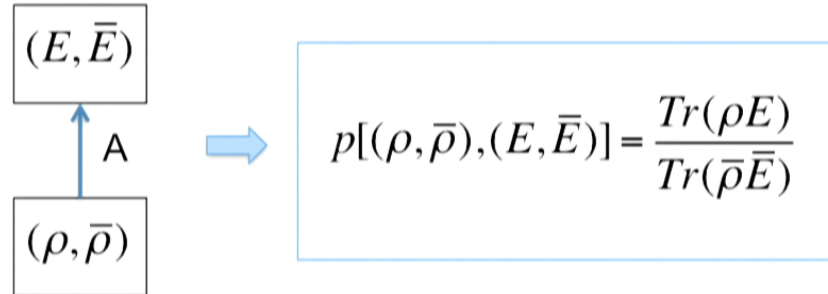 (E, E̅)
A
p[(ρ, ρ̅),(E, E̅)] = Tr(ρE) / Tr(ρ̅E̅)
(ρ, ρ̅)